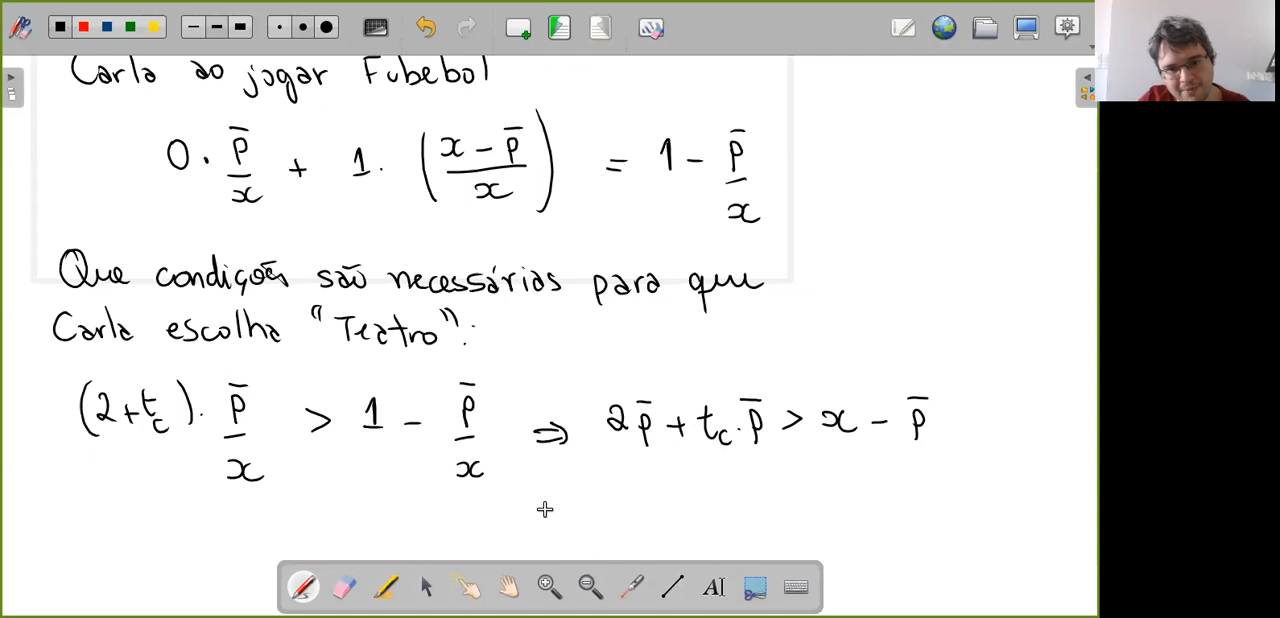 Carla ao jogar Futebol
0 · p̄/x + 1 · ((x − p̄)/x) = 1 − p̄/x
Que condições são necessárias para que
Carla escolha "Teatro":
(2+t_c) · p̄/x > 1 − p̄/x ⇒ 2p̄ + t_c · p̄ > x − p̄
AI